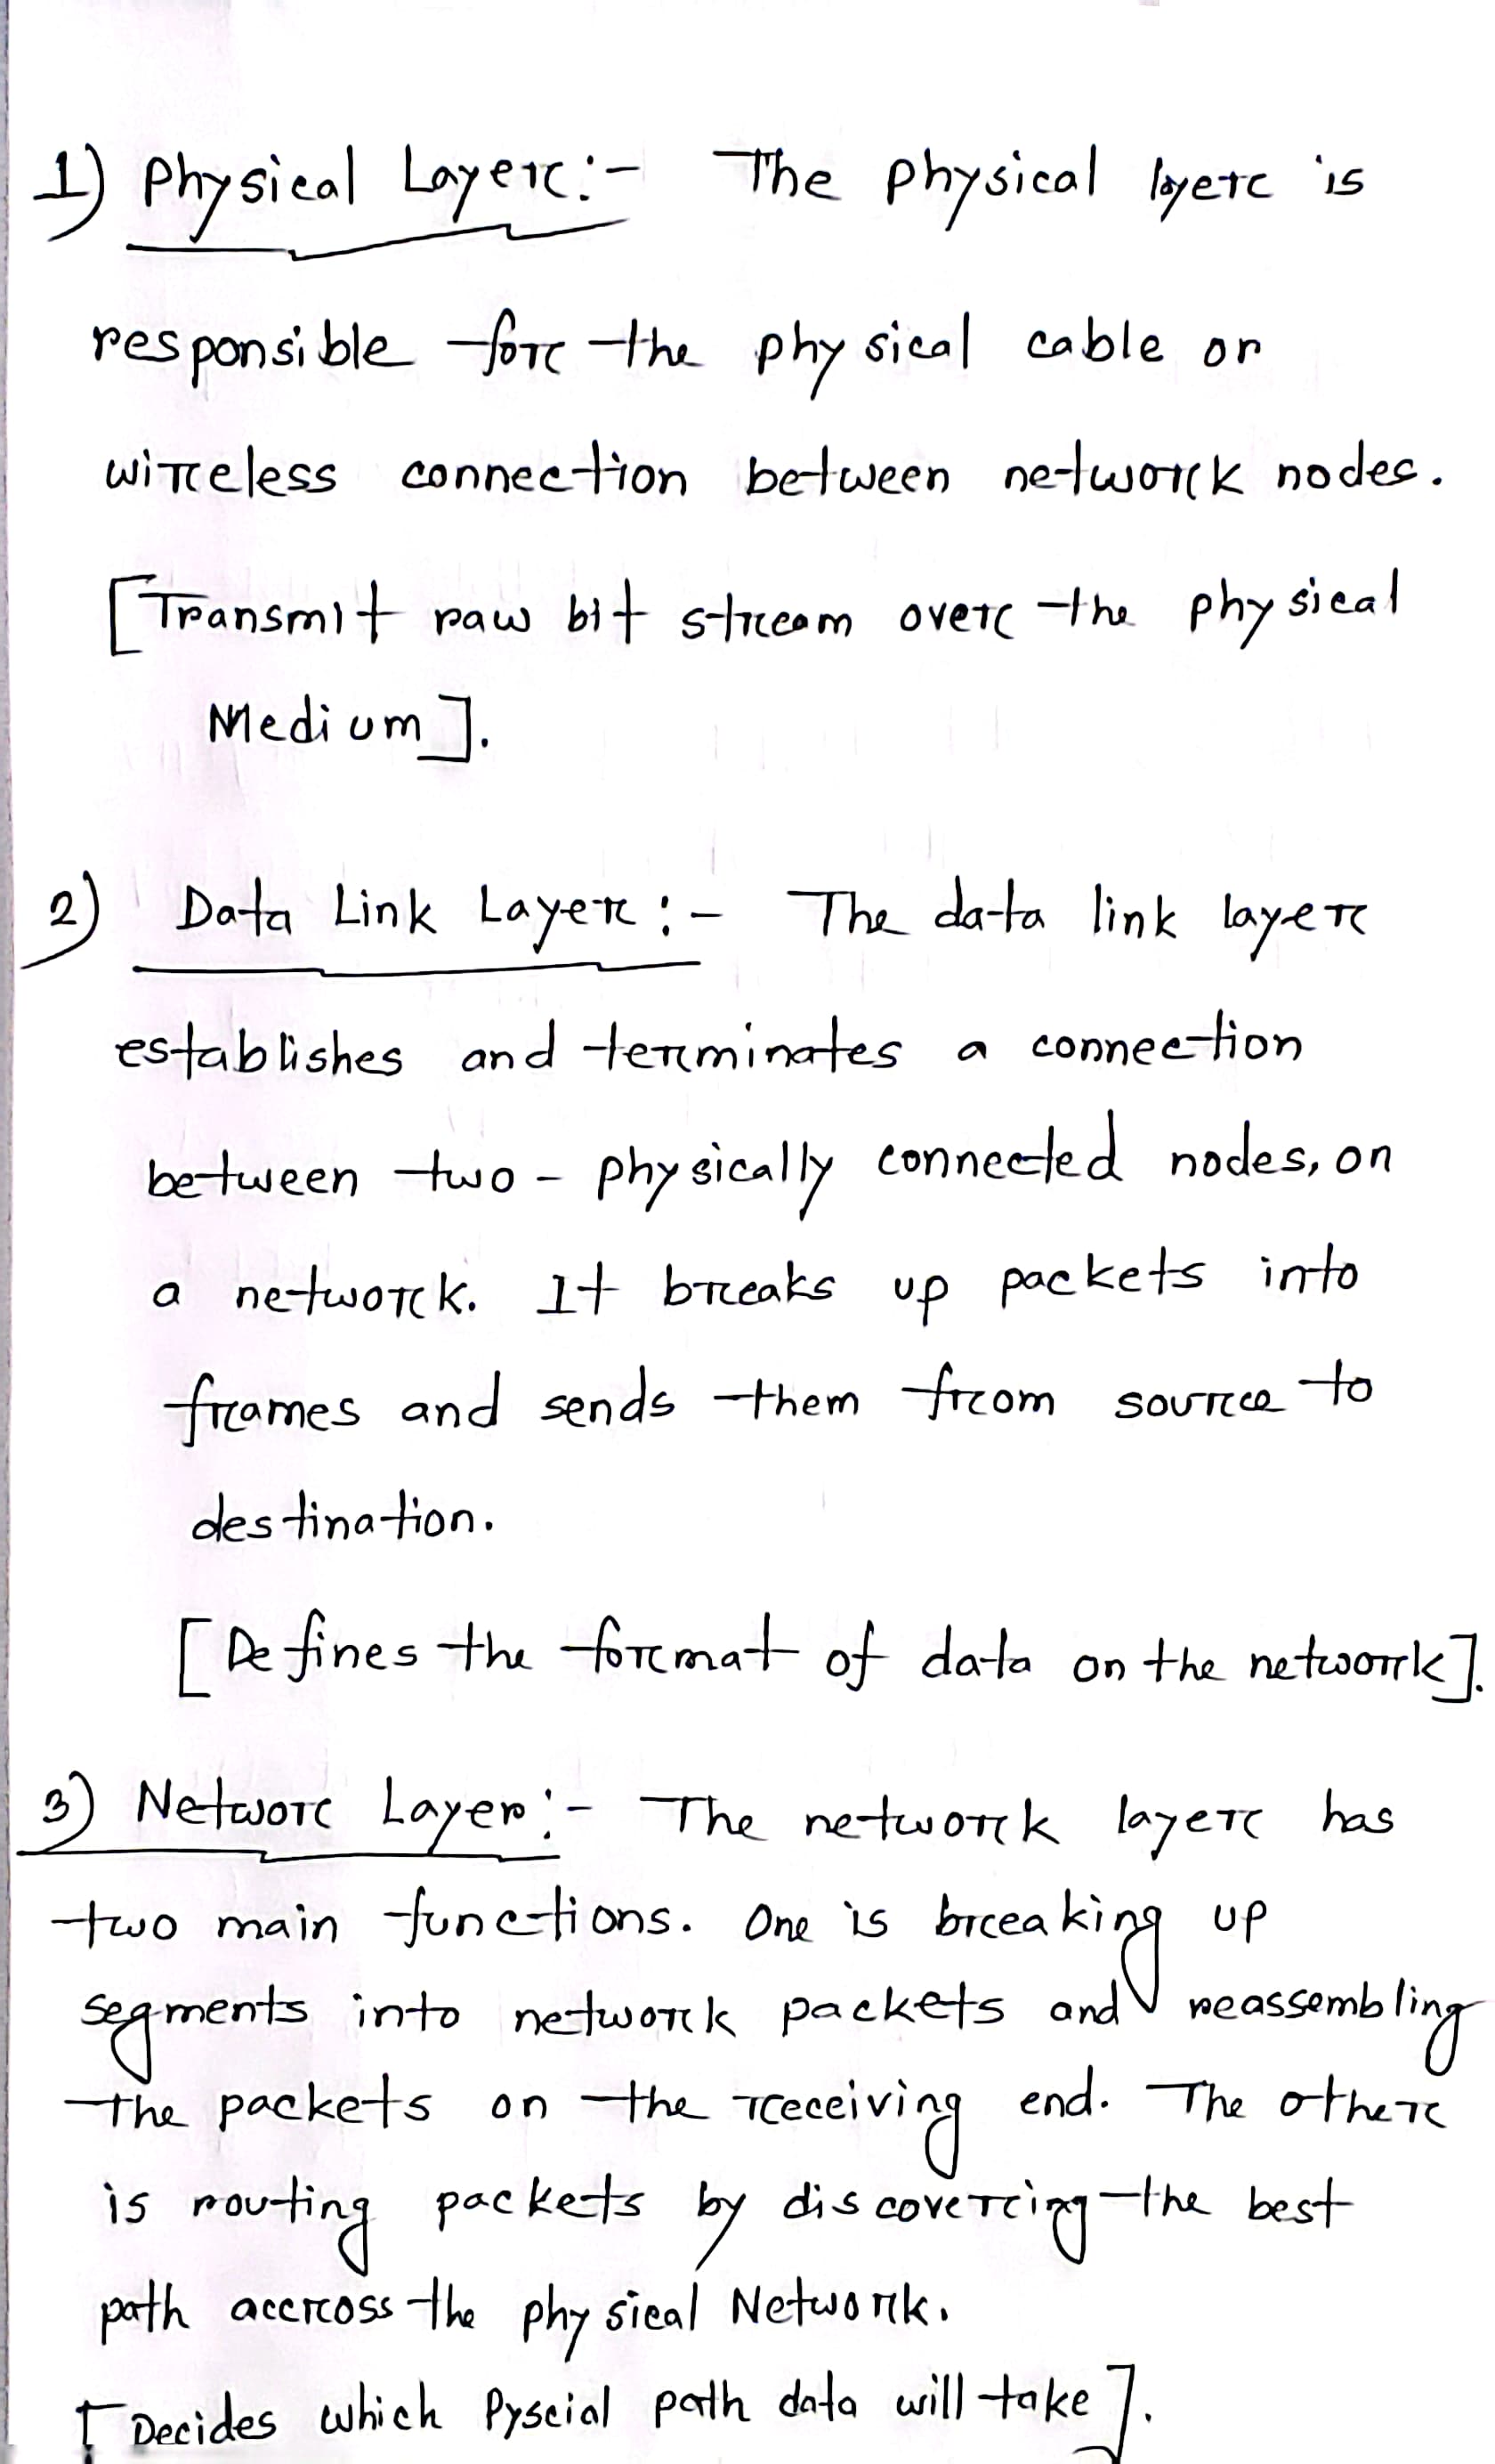 1) Physical Layer:- The physical layer is
responsible for the physical cable or
wireless connection between network nodes.
[Transmit raw bit stream over the physical
Medium].
2) Data Link Layer:- The data link layer
establishes and terminates a connection
between two - physically connected nodes, on
a network. It breaks up packets into
frames and sends them from source to
destination.
[Defines the format of data on the network].
3) Networ Layer:- The network layer has
two main functions. One is breaking up
segments into network packets and reassembling
the packets on the receiving end. The other
is routing packets by discovering the best
path accross the physical Network.
[Decides which Pyscial path data will take].